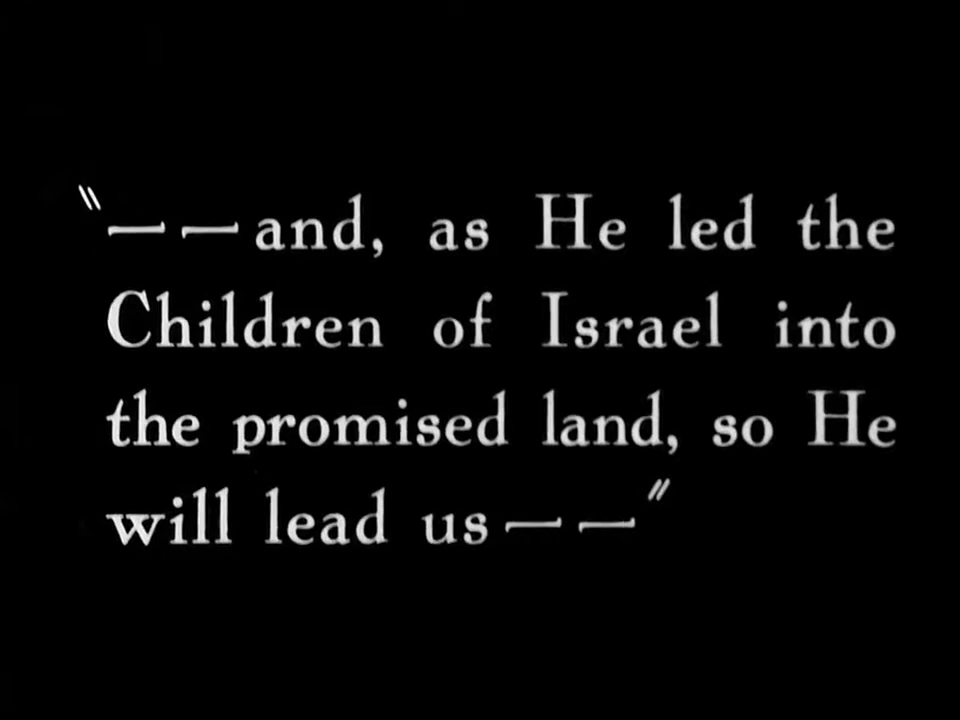 "——and, as He led the
Children of Israel into
the promised land, so He
will lead us——"